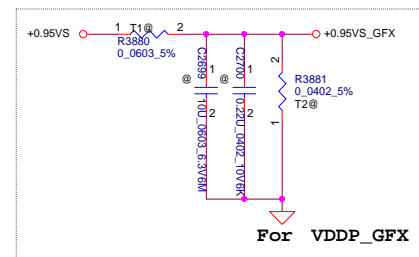 +0.95VS
1
T1@
2
R3880
0_0603_5%
+0.95VS_GFX
C2699
@
1
2
10U_0603_6.3V6M
C2700
@
1
2
0.22U_0402_10V6K
2
R3881
0_0402_5%
T2@
1
For VDDP_GFX